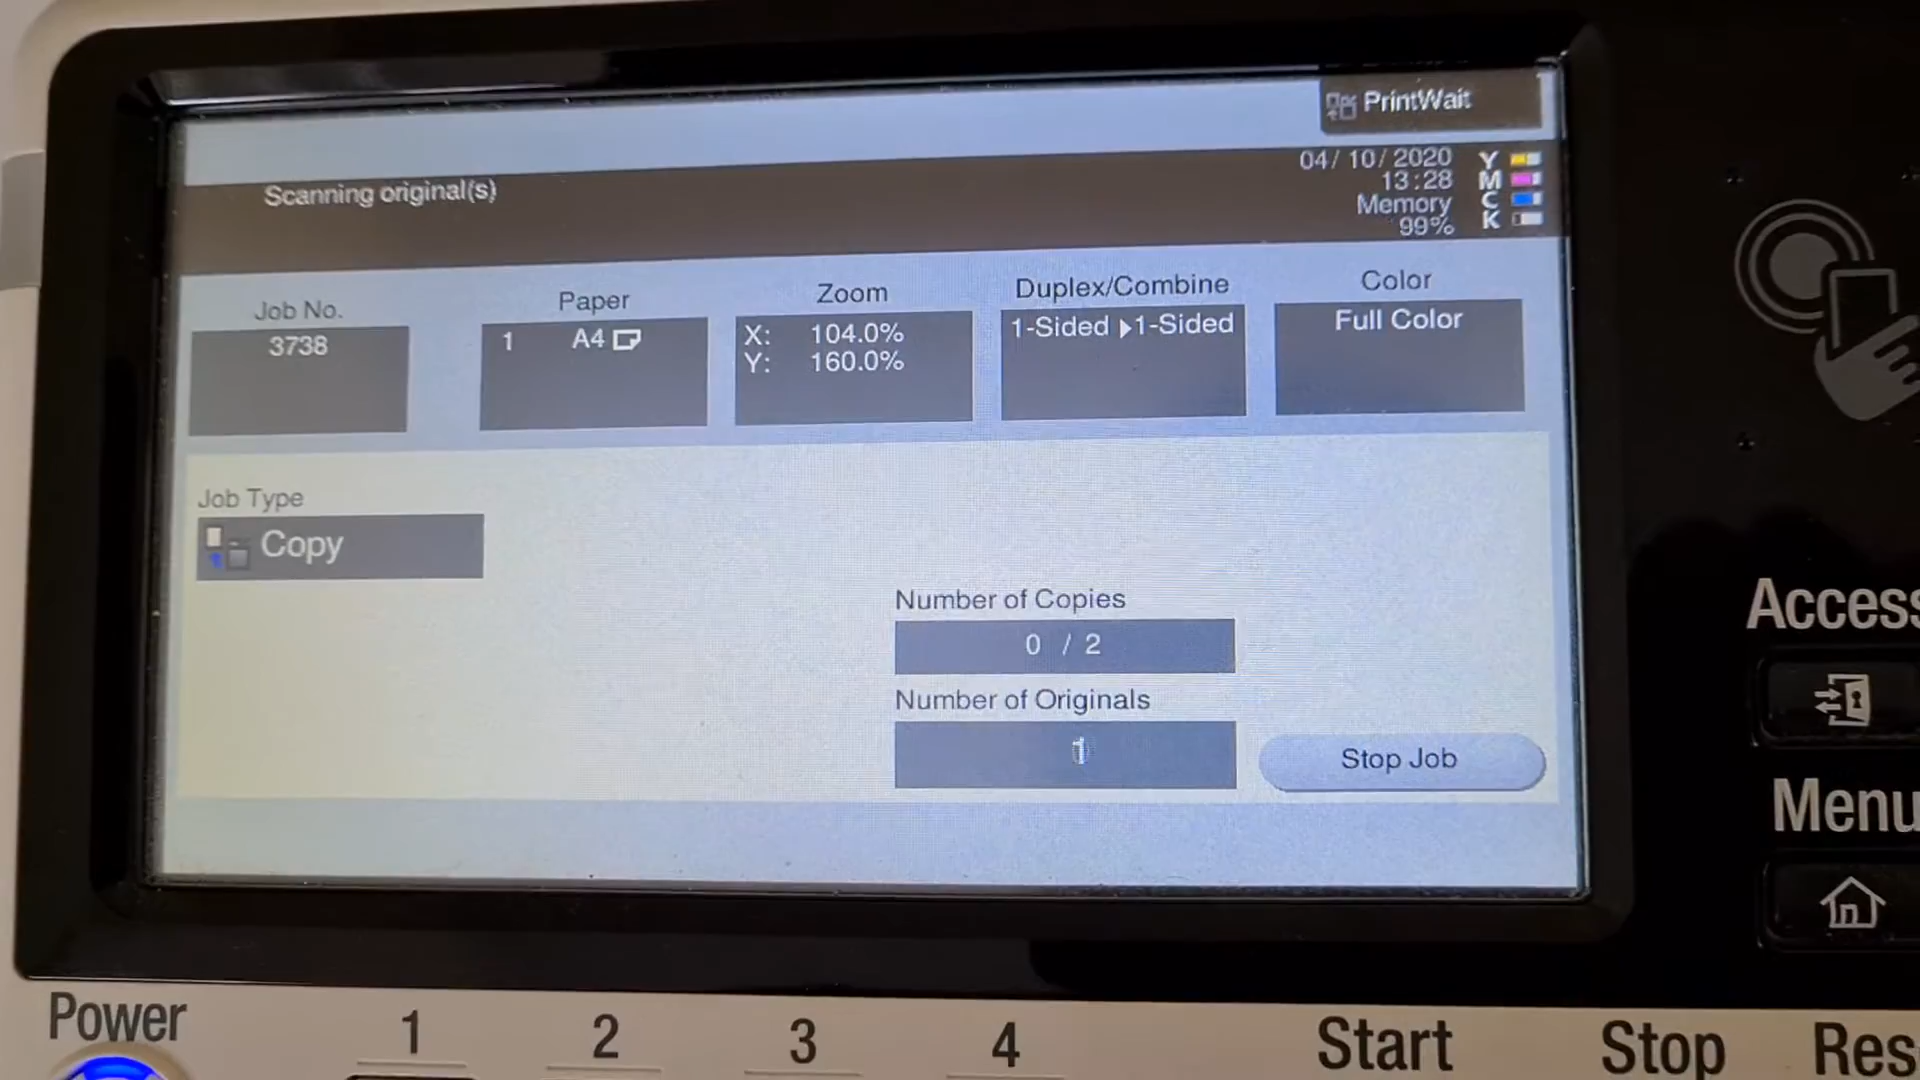 PrintWait
Scanning original(s)
04/10/2020
13:28
Memory
99%
Y
M
C
K
Job No.
3738
Paper
1 A4
Zoom
X: 104.0%
Y: 160.0%
Duplex/Combine
1-Sided ▶1-Sided
Color
Full Color
Job Type
Copy
Number of Copies
0 / 2
Number of Originals
1
Stop Job
Access
Menu
Power
1
2
3
4
Start
Stop
Res